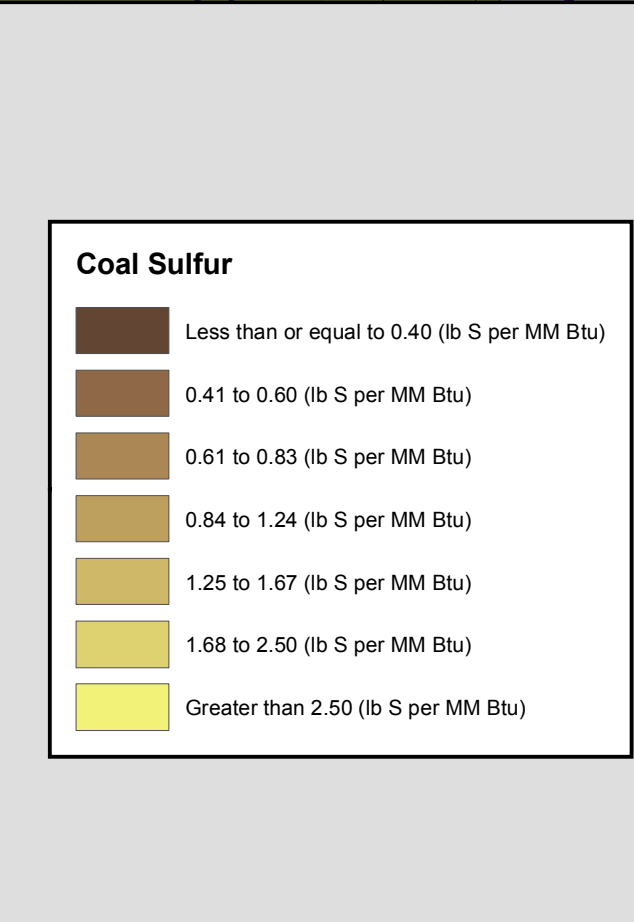 Coal Sulfur
Less than or equal to 0.40 (lb S per MM Btu)
0.41 to 0.60 (lb S per MM Btu)
0.61 to 0.83 (lb S per MM Btu)
0.84 to 1.24 (lb S per MM Btu)
1.25 to 1.67 (lb S per MM Btu)
1.68 to 2.50 (lb S per MM Btu)
Greater than 2.50 (lb S per MM Btu)